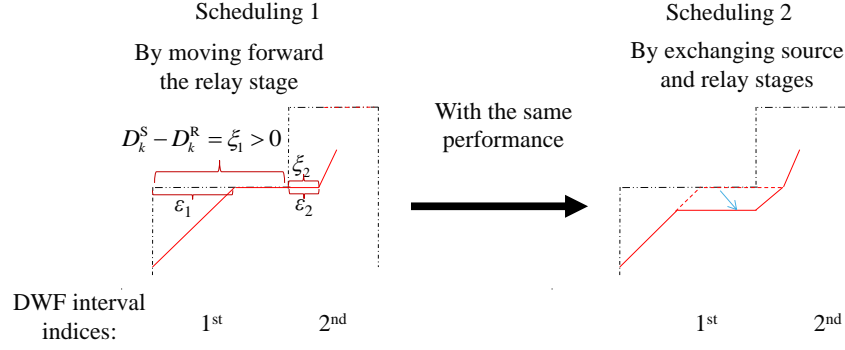 Scheduling 1
By moving forward
the relay stage
D_k^S − D_k^R = ξ_1 > 0
ξ_2
ε_1
ε_2
With the same
performance
Scheduling 2
By exchanging source
and relay stages
DWF interval
indices:
1st
2nd
1st
2nd